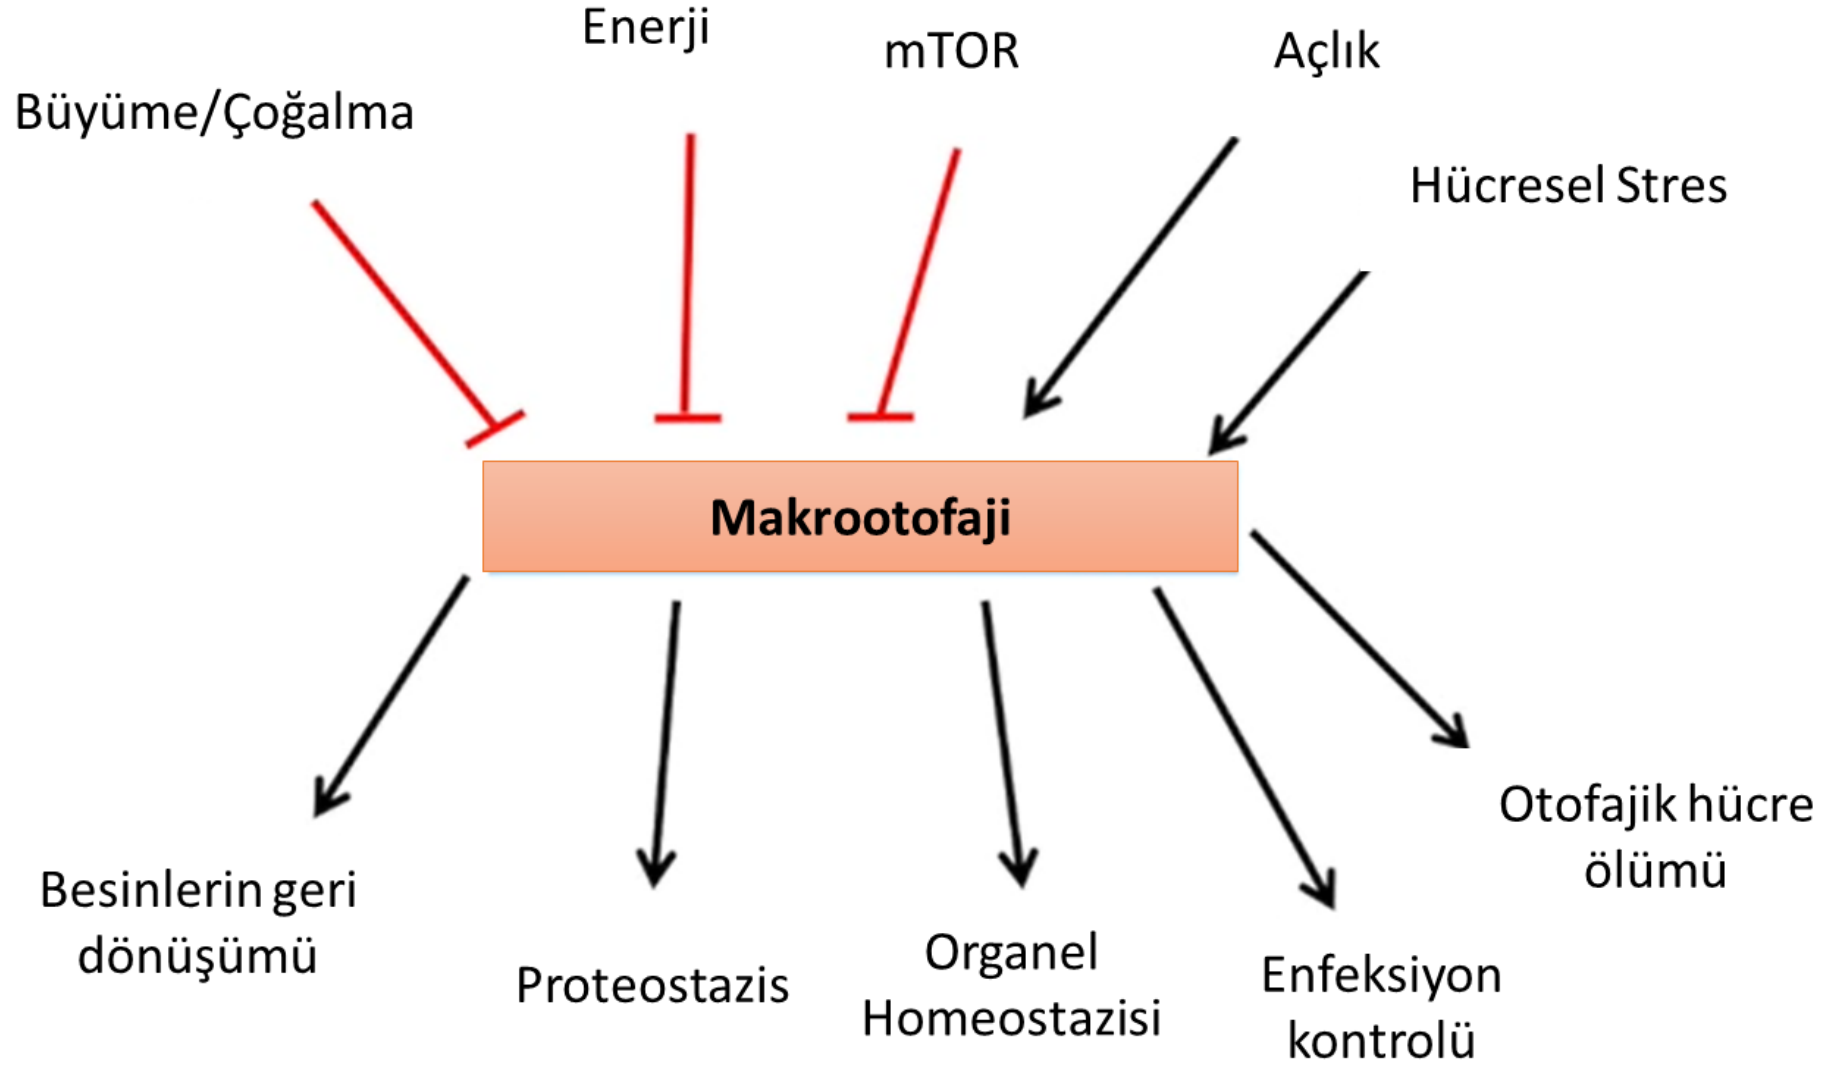 Enerji
mTOR
Açlık
Büyüme/Çoğalma
Hücresel Stres
Makrootofaji
Besinlerin geri
dönüşümü
Proteostazis
Organel
Homeostazisi
Enfeksiyon
kontrolü
Otofajik hücre
ölümü